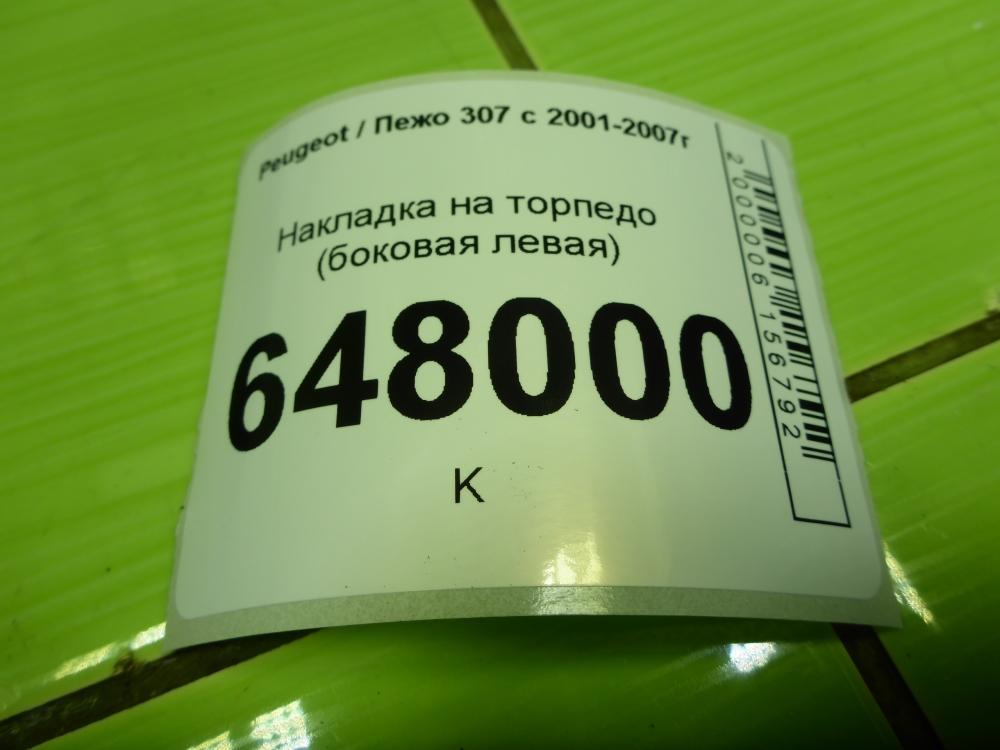 Peugeot / Пежо 307 с 2001-2007г
Накладка на торпедо
(боковая левая)
648000
К
2000006156792